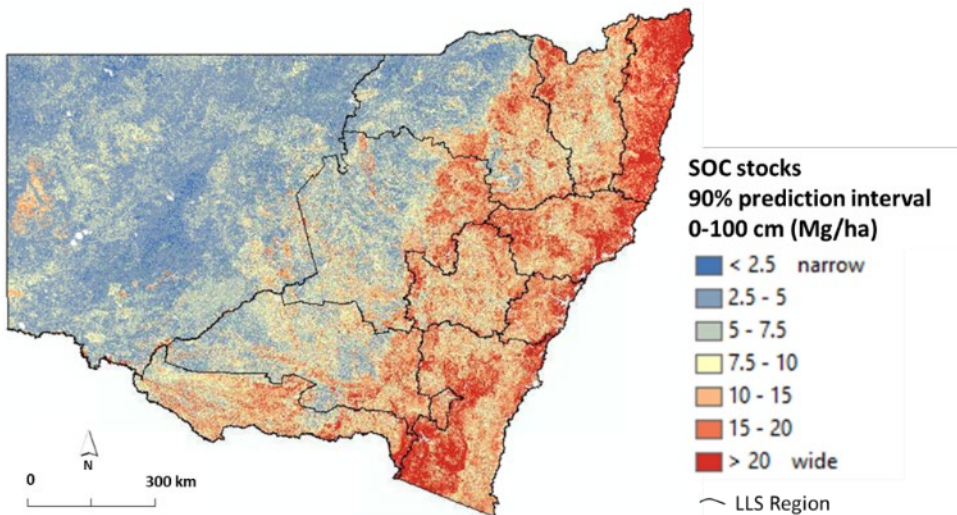 SOC stocks
90% prediction interval
0-100 cm (Mg/ha)
< 2.5 narrow
2.5 - 5
5 - 7.5
7.5 - 10
10 - 15
15 - 20
> 20 wide
LLS Region
N
0 300 km